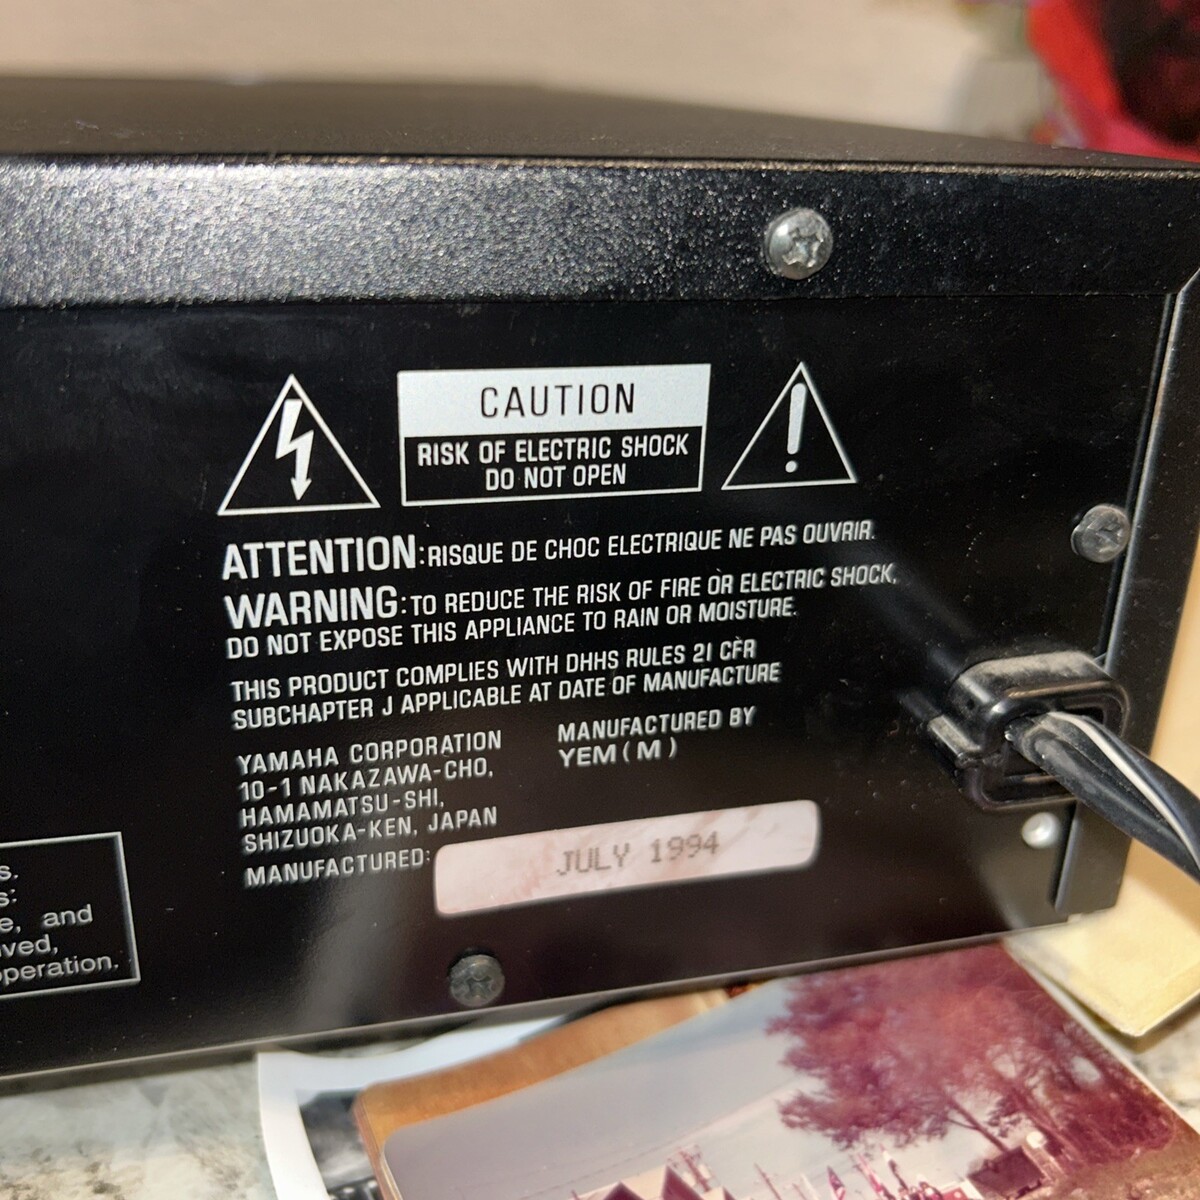 CAUTION
RISK OF ELECTRIC SHOCK
DO NOT OPEN
ATTENTION: RISQUE DE CHOC ELECTRIQUE NE PAS OUVRIR.
WARNING: TO REDUCE THE RISK OF FIRE OR ELECTRIC SHOCK,
DO NOT EXPOSE THIS APPLIANCE TO RAIN OR MOISTURE.
THIS PRODUCT COMPLIES WITH DHHS RULES 21 CFR
SUBCHAPTER J APPLICABLE AT DATE OF MANUFACTURE
YAMAHA CORPORATION
10-1 NAKAZAWA-CHO,
HAMAMATSU-SHI,
SHIZUOKA-KEN, JAPAN
MANUFACTURED BY
YEM (M)
MANUFACTURED: JULY 1994
s.
s:
e, and
ved,
operation.